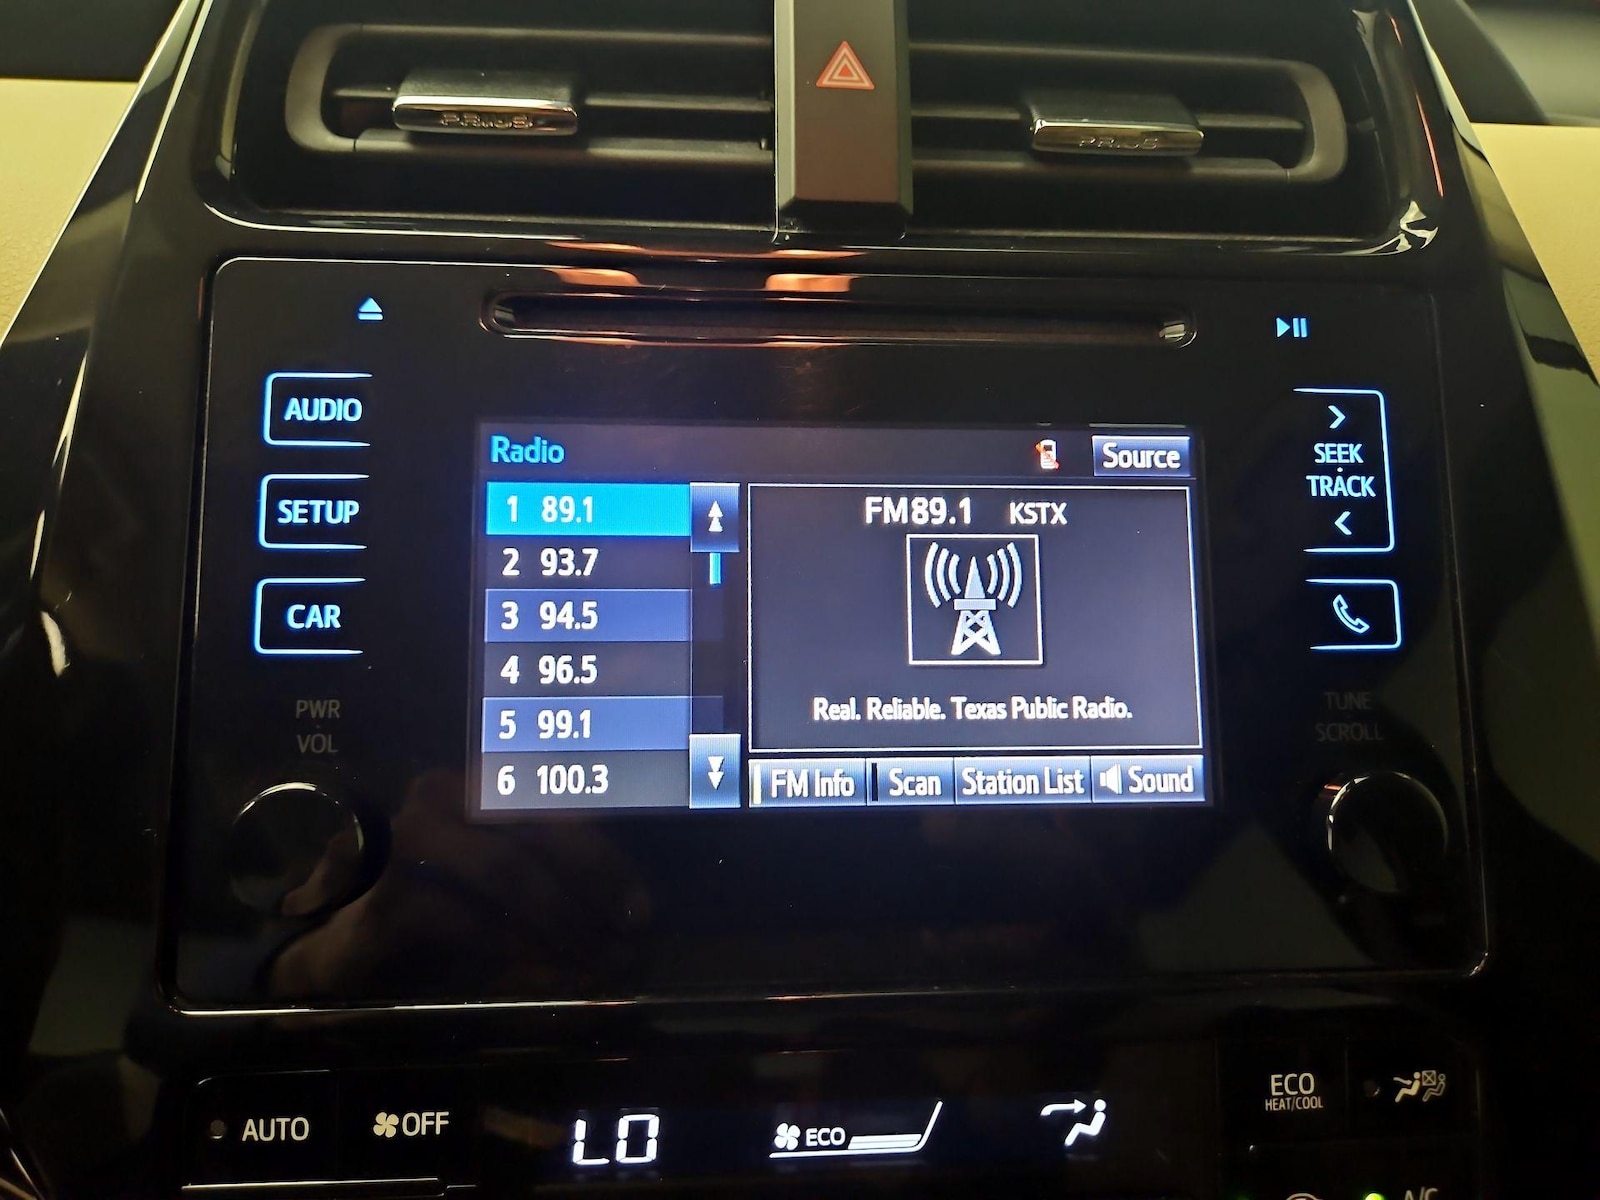 PRIUS
PRIUS
AUDIO
SETUP
CAR
PWR
VOL
Radio
Source
1 89.1
2 93.7
3 94.5
4 96.5
5 99.1
6 100.3
FM89.1 KSTX
Real. Reliable. Texas Public Radio.
FM Info
Scan
Station List
Sound
SEEK
TRACK
TUNE
SCROLL
AUTO
OFF
LO
ECO
ECO
HEAT/COOL
A/C